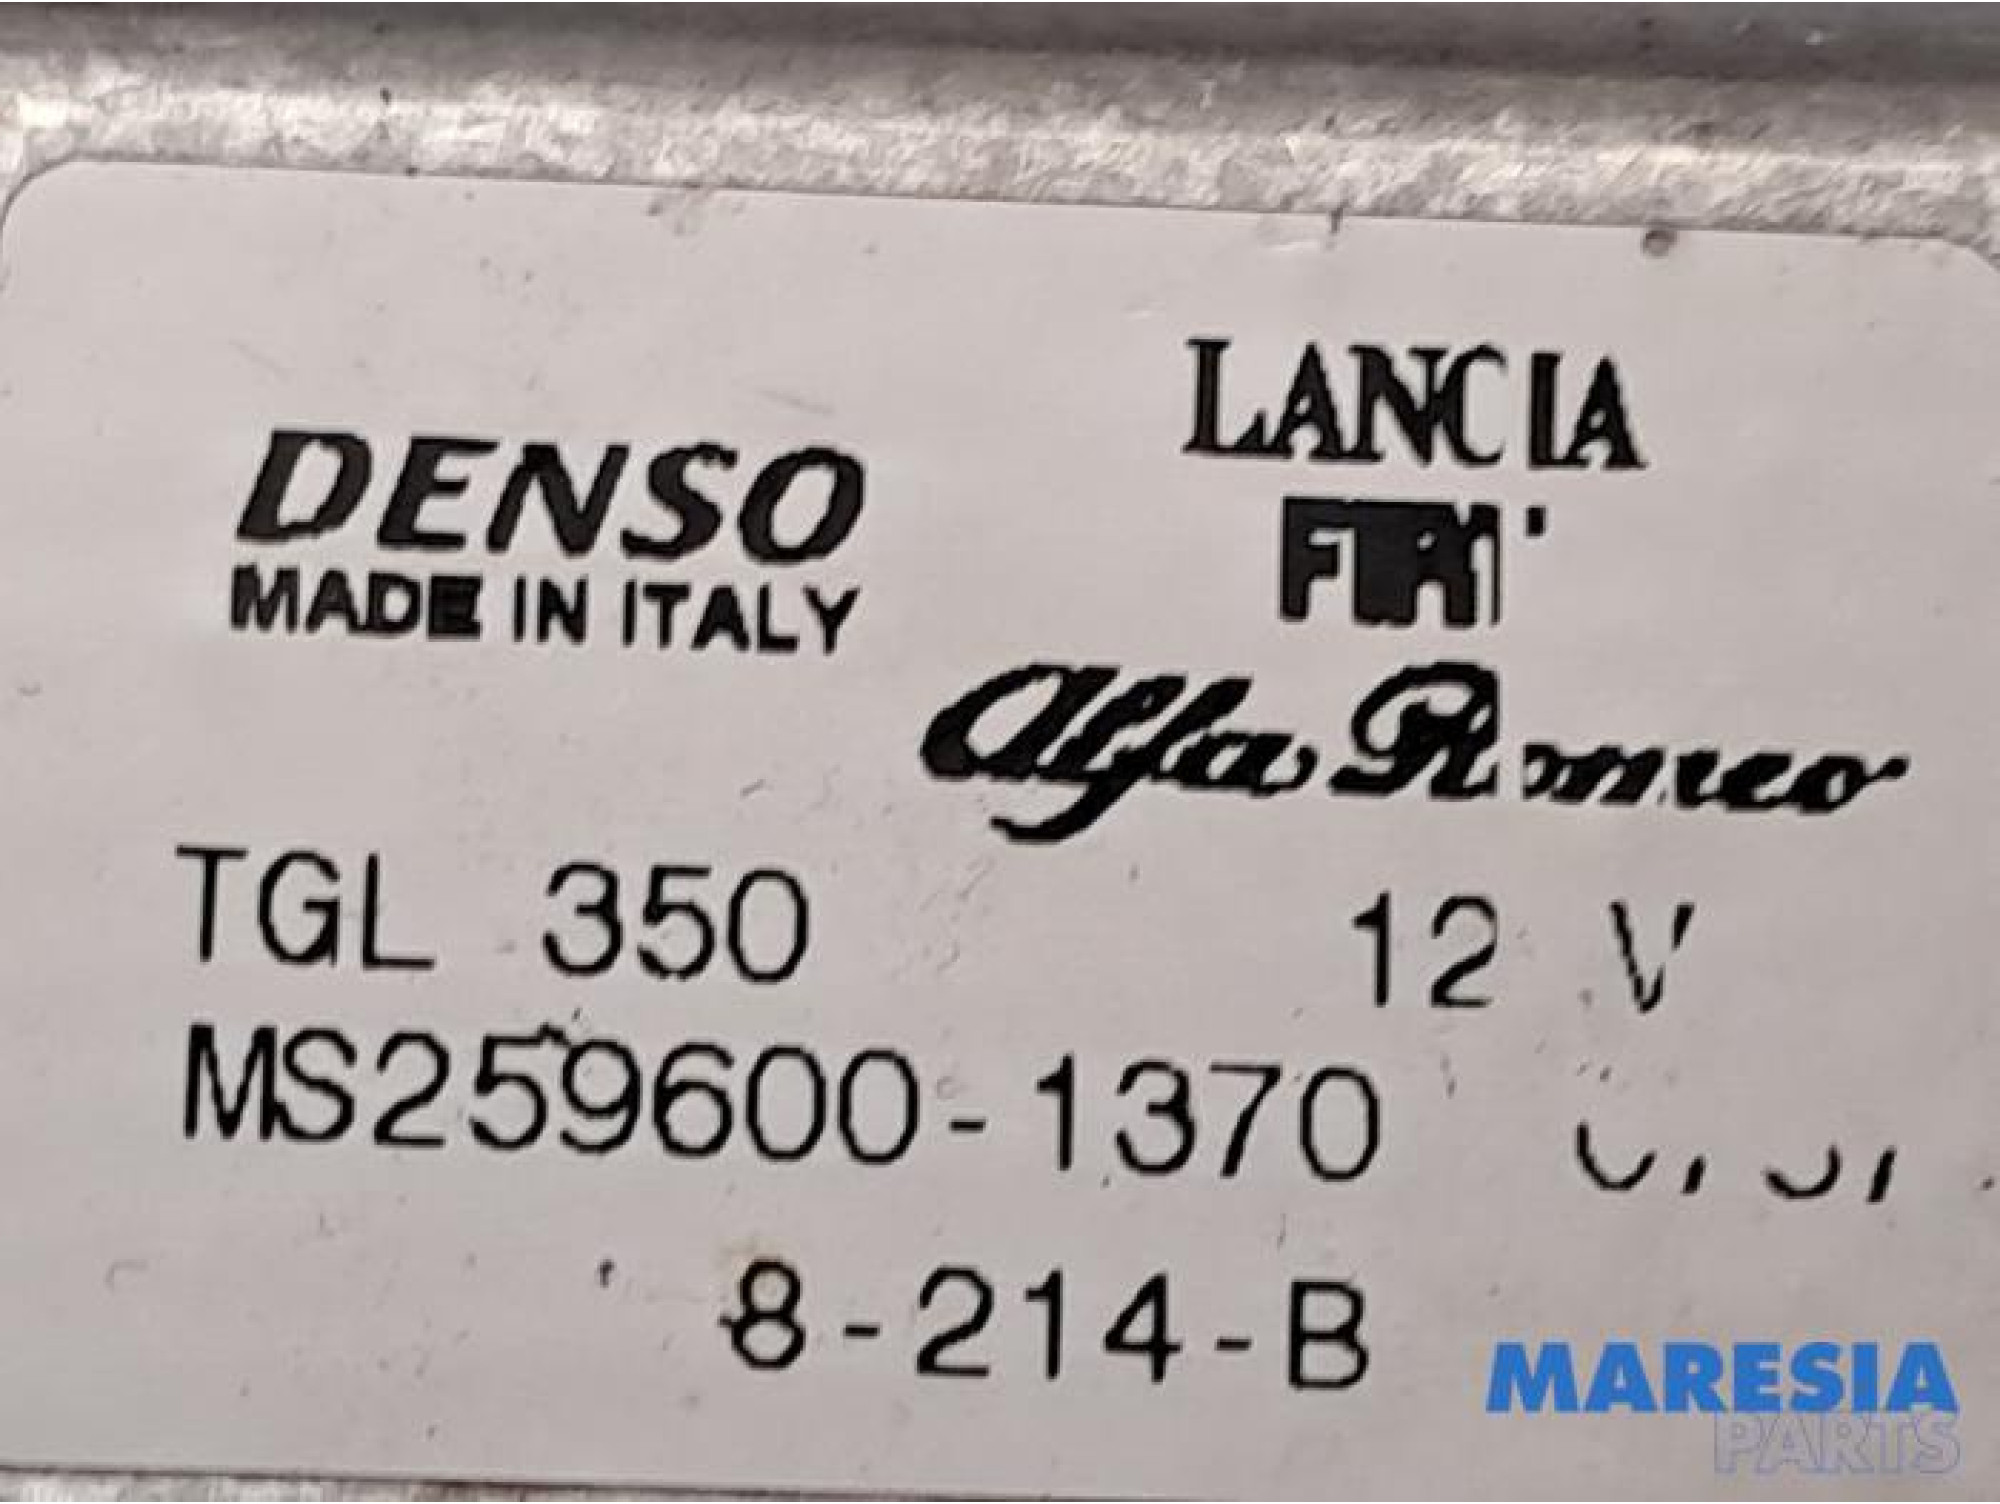 DENSO
MADE IN ITALY
LANCIA
Alfa Romeo
TGL 350 12 V
MS259600-1370
8-214-B
MARESIA
PARTS